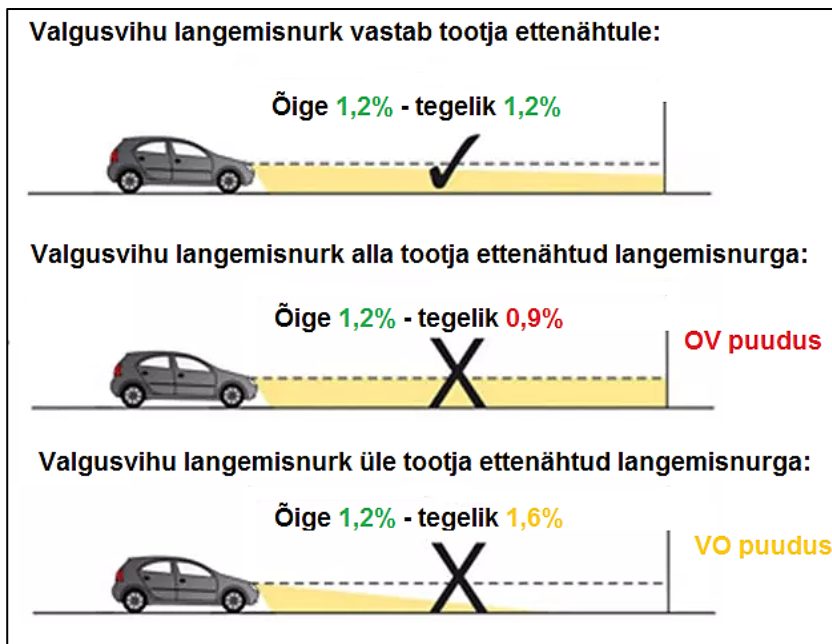 Valgusvihu langemisnurk vastab tootja ettenähtule:
Õige 1,2% - tegelik 1,2%
Valgusvihu langemisnurk alla tootja ettenähtud langemisnurga:
Õige 1,2% - tegelik 0,9%
OV puudus
Valgusvihu langemisnurk üle tootja ettenähtud langemisnurga:
Õige 1,2% - tegelik 1,6%
VO puudus